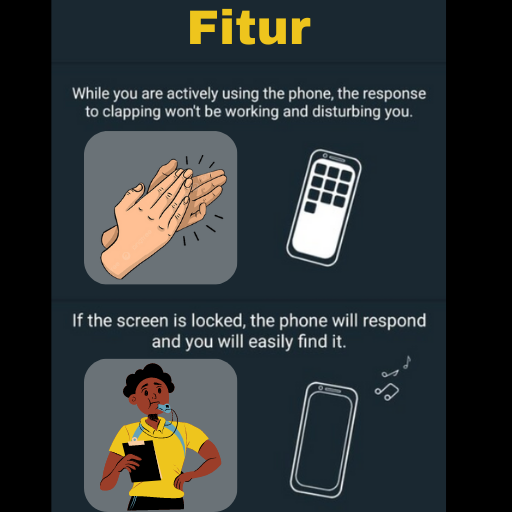 Fitur
While you are actively using the phone, the response
to clapping won't be working and disturbing you.
If the screen is locked, the phone will respond
and you will easily find it.